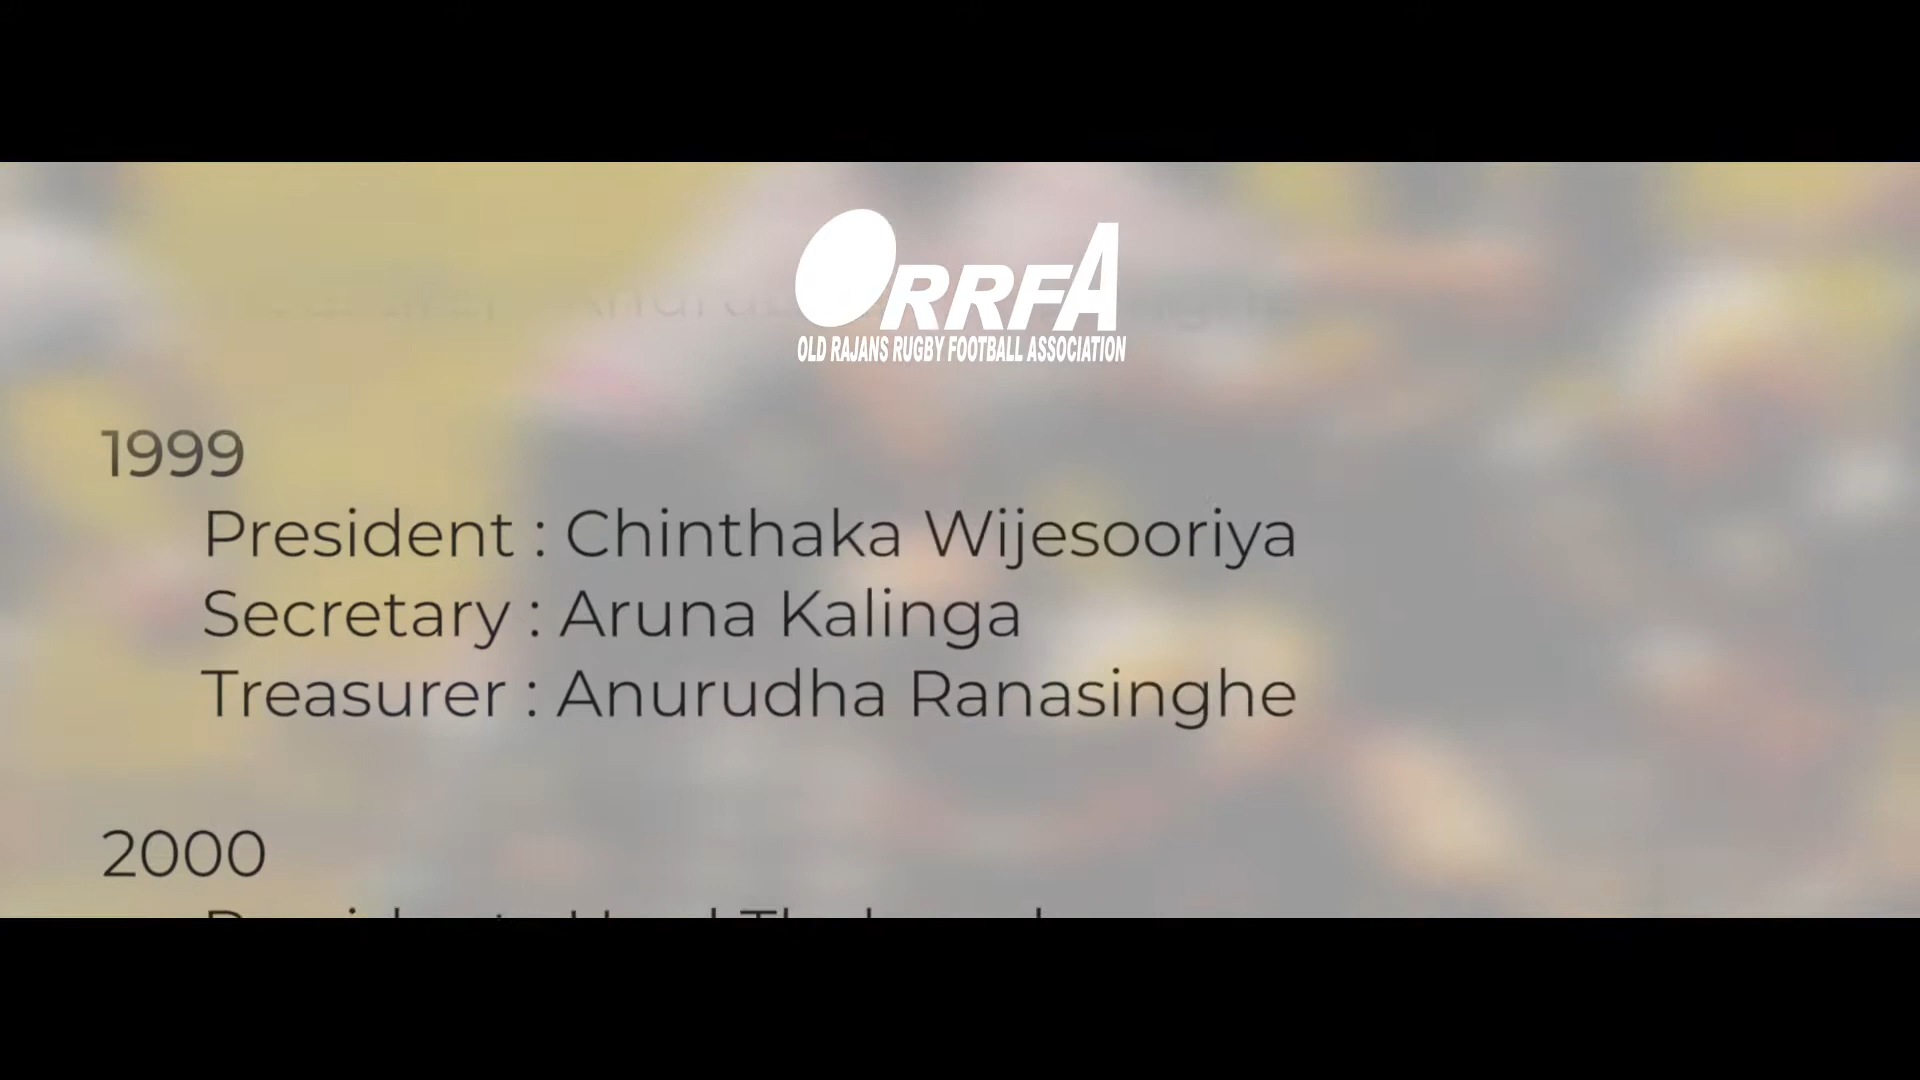 ORRFA
OLD RAJANS RUGBY FOOTBALL ASSOCIATION
1999
President : Chinthaka Wijesooriya
Secretary : Aruna Kalinga
Treasurer : Anurudha Ranasinghe
2000